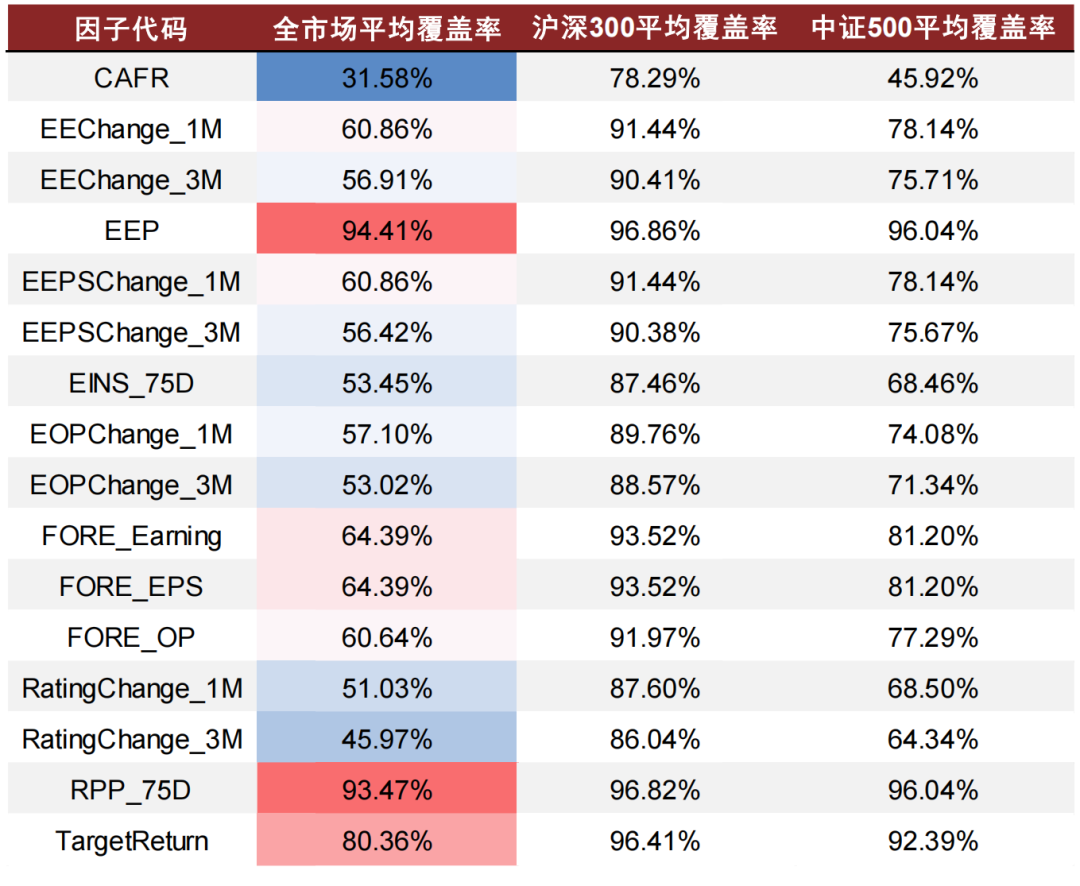 因子代码 全市场平均覆盖率 沪深300平均覆盖率 中证500平均覆盖率
CAFR 31.58% 78.29% 45.92%
EEChange_1M 60.86% 91.44% 78.14%
EEChange_3M 56.91% 90.41% 75.71%
EEP 94.41% 96.86% 96.04%
EEPSChange_1M 60.86% 91.44% 78.14%
EEPSChange_3M 56.42% 90.38% 75.67%
EINS_75D 53.45% 87.46% 68.46%
EOPChange_1M 57.10% 89.76% 74.08%
EOPChange_3M 53.02% 88.57% 71.34%
FORE_Earning 64.39% 93.52% 81.20%
FORE_EPS 64.39% 93.52% 81.20%
FORE_OP 60.64% 91.97% 77.29%
RatingChange_1M 51.03% 87.60% 68.50%
RatingChange_3M 45.97% 86.04% 64.34%
RPP_75D 93.47% 96.82% 96.04%
TargetReturn 80.36% 96.41% 92.39%